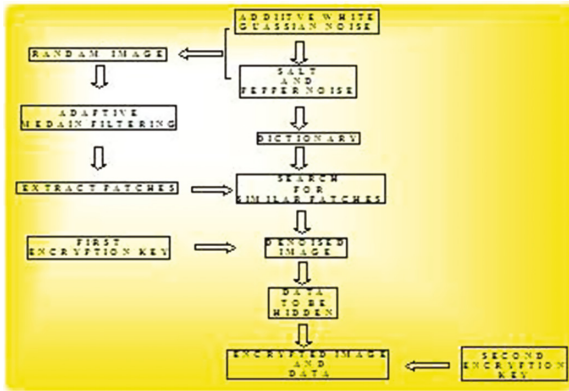 ADDIITVE WHITE
GUASSIAN NOISE
RANDAM IMAGE
SALT
AND
PEPPER NOISE
ADAPTIVE
MEDAIN FILTERING
DICTIONARY
EXTRACT PATCHES
SEARCH
FOR
SIMILAR PATCHES
FIRST
ENCRYPTION KEY
DENOISED
IMAGE
DATA
TO BE
HIDDEN
ENCRYPTED IMAGE
AND
DATA
SECOND
ENCRYPTION
KEY